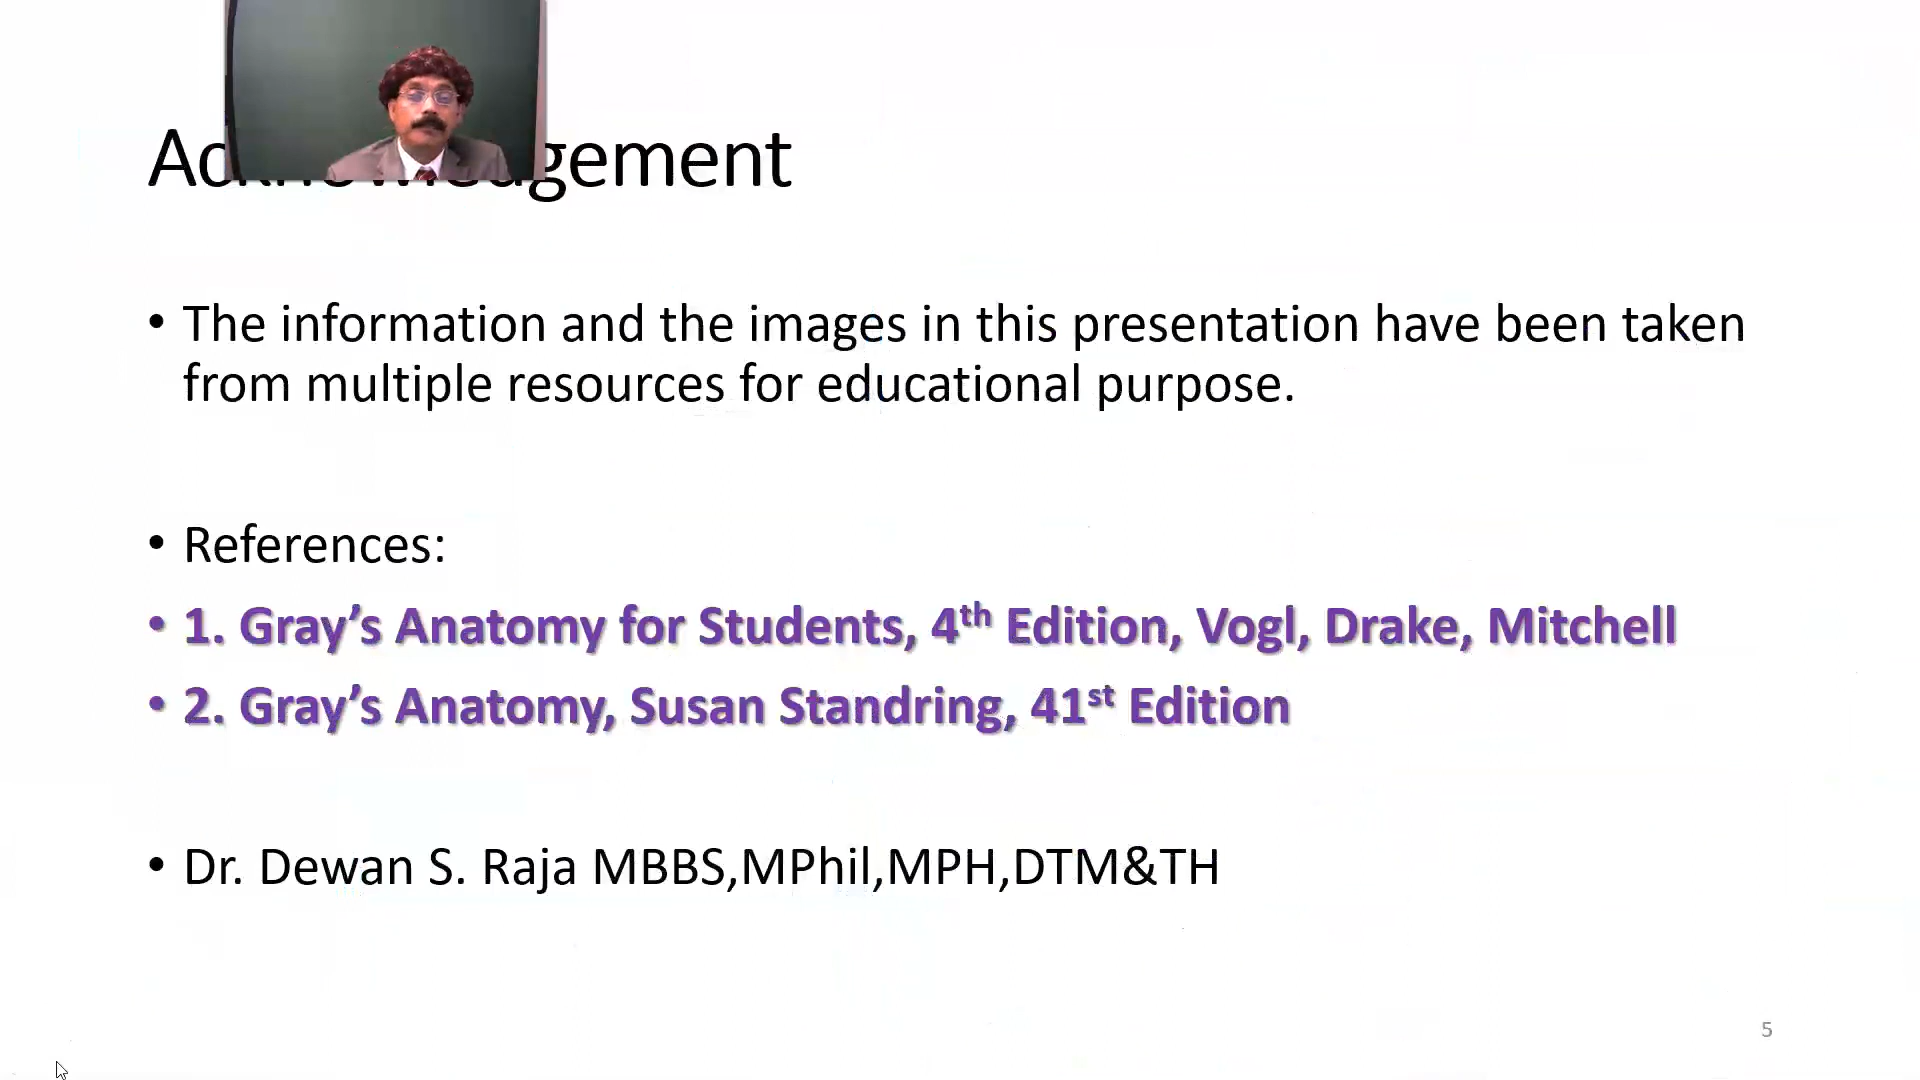 Acknowledgement
• The information and the images in this presentation have been taken
from multiple resources for educational purpose.
• References:
• 1. Gray’s Anatomy for Students, 4th Edition, Vogl, Drake, Mitchell
• 2. Gray’s Anatomy, Susan Standring, 41st Edition
• Dr. Dewan S. Raja MBBS,MPhil,MPH,DTM&TH
5